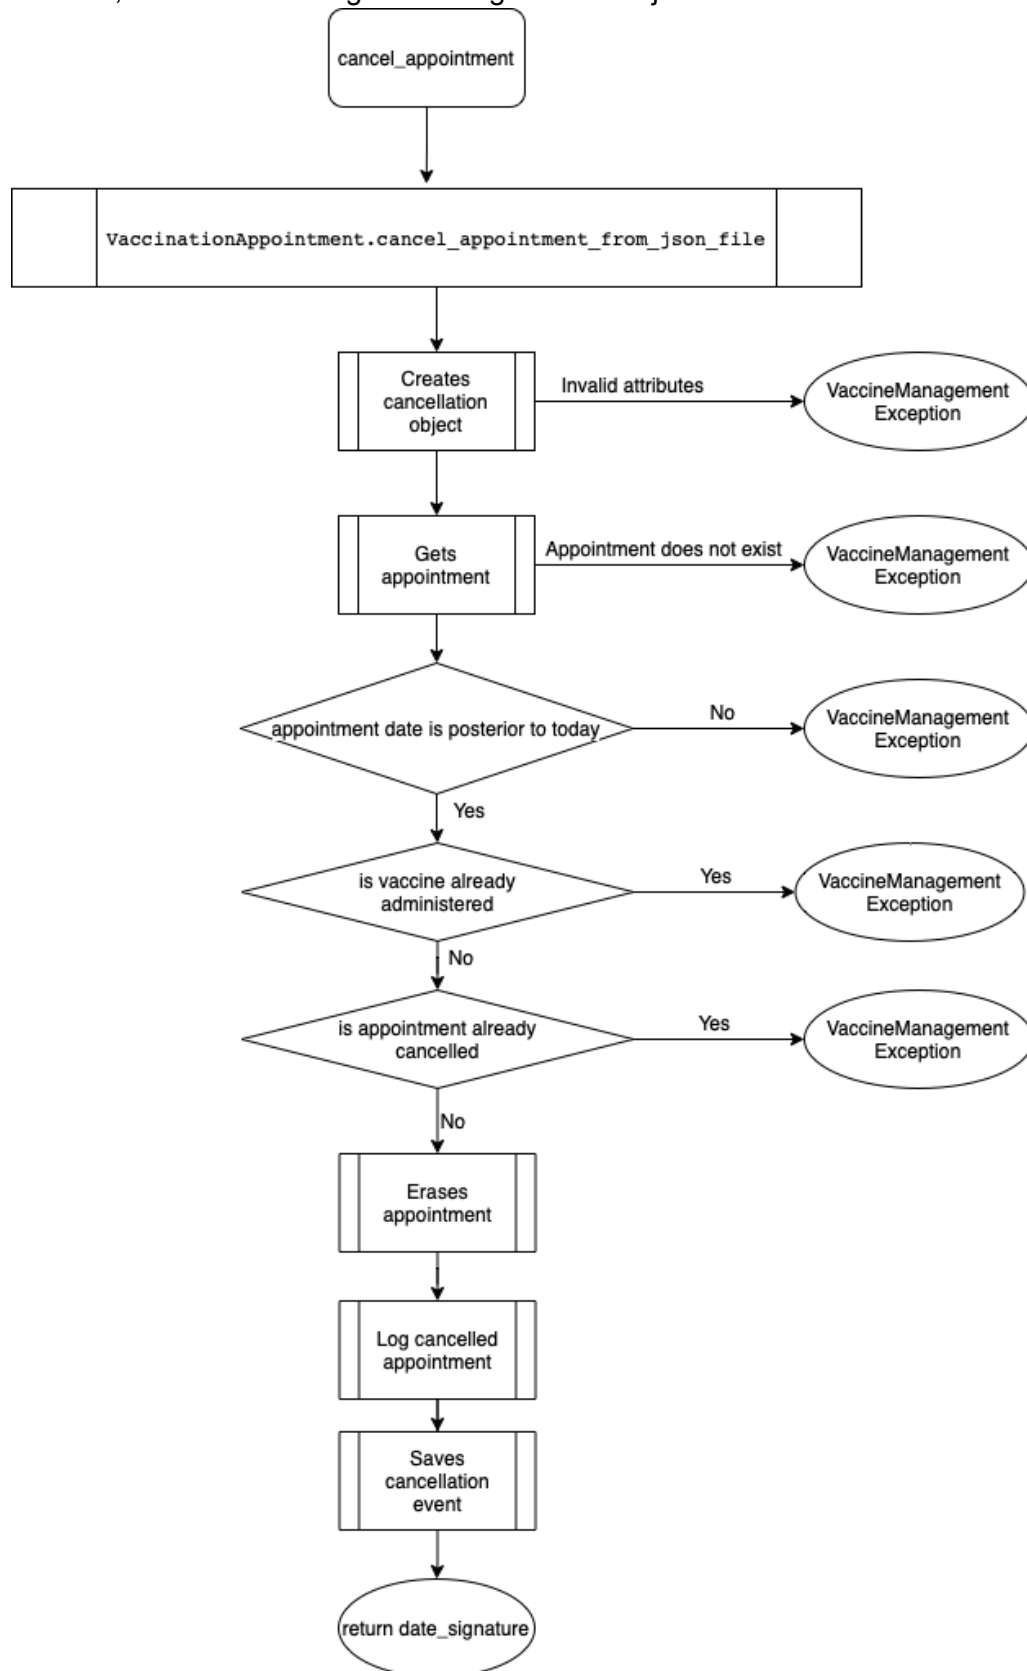 cancel_appointment
VaccinationAppointment.cancel_appointment_from_json_file
Creates
cancellation
object
Invalid attributes
VaccineManagement
Exception
Gets
appointment
Appointment does not exist
VaccineManagement
Exception
appointment date is posterior to today
No
VaccineManagement
Exception
Yes
is vaccine already
administered
Yes
VaccineManagement
Exception
No
is appointment already
cancelled
Yes
VaccineManagement
Exception
No
Erases
appointment
Log cancelled
appointment
Saves
cancellation
event
return date_signature